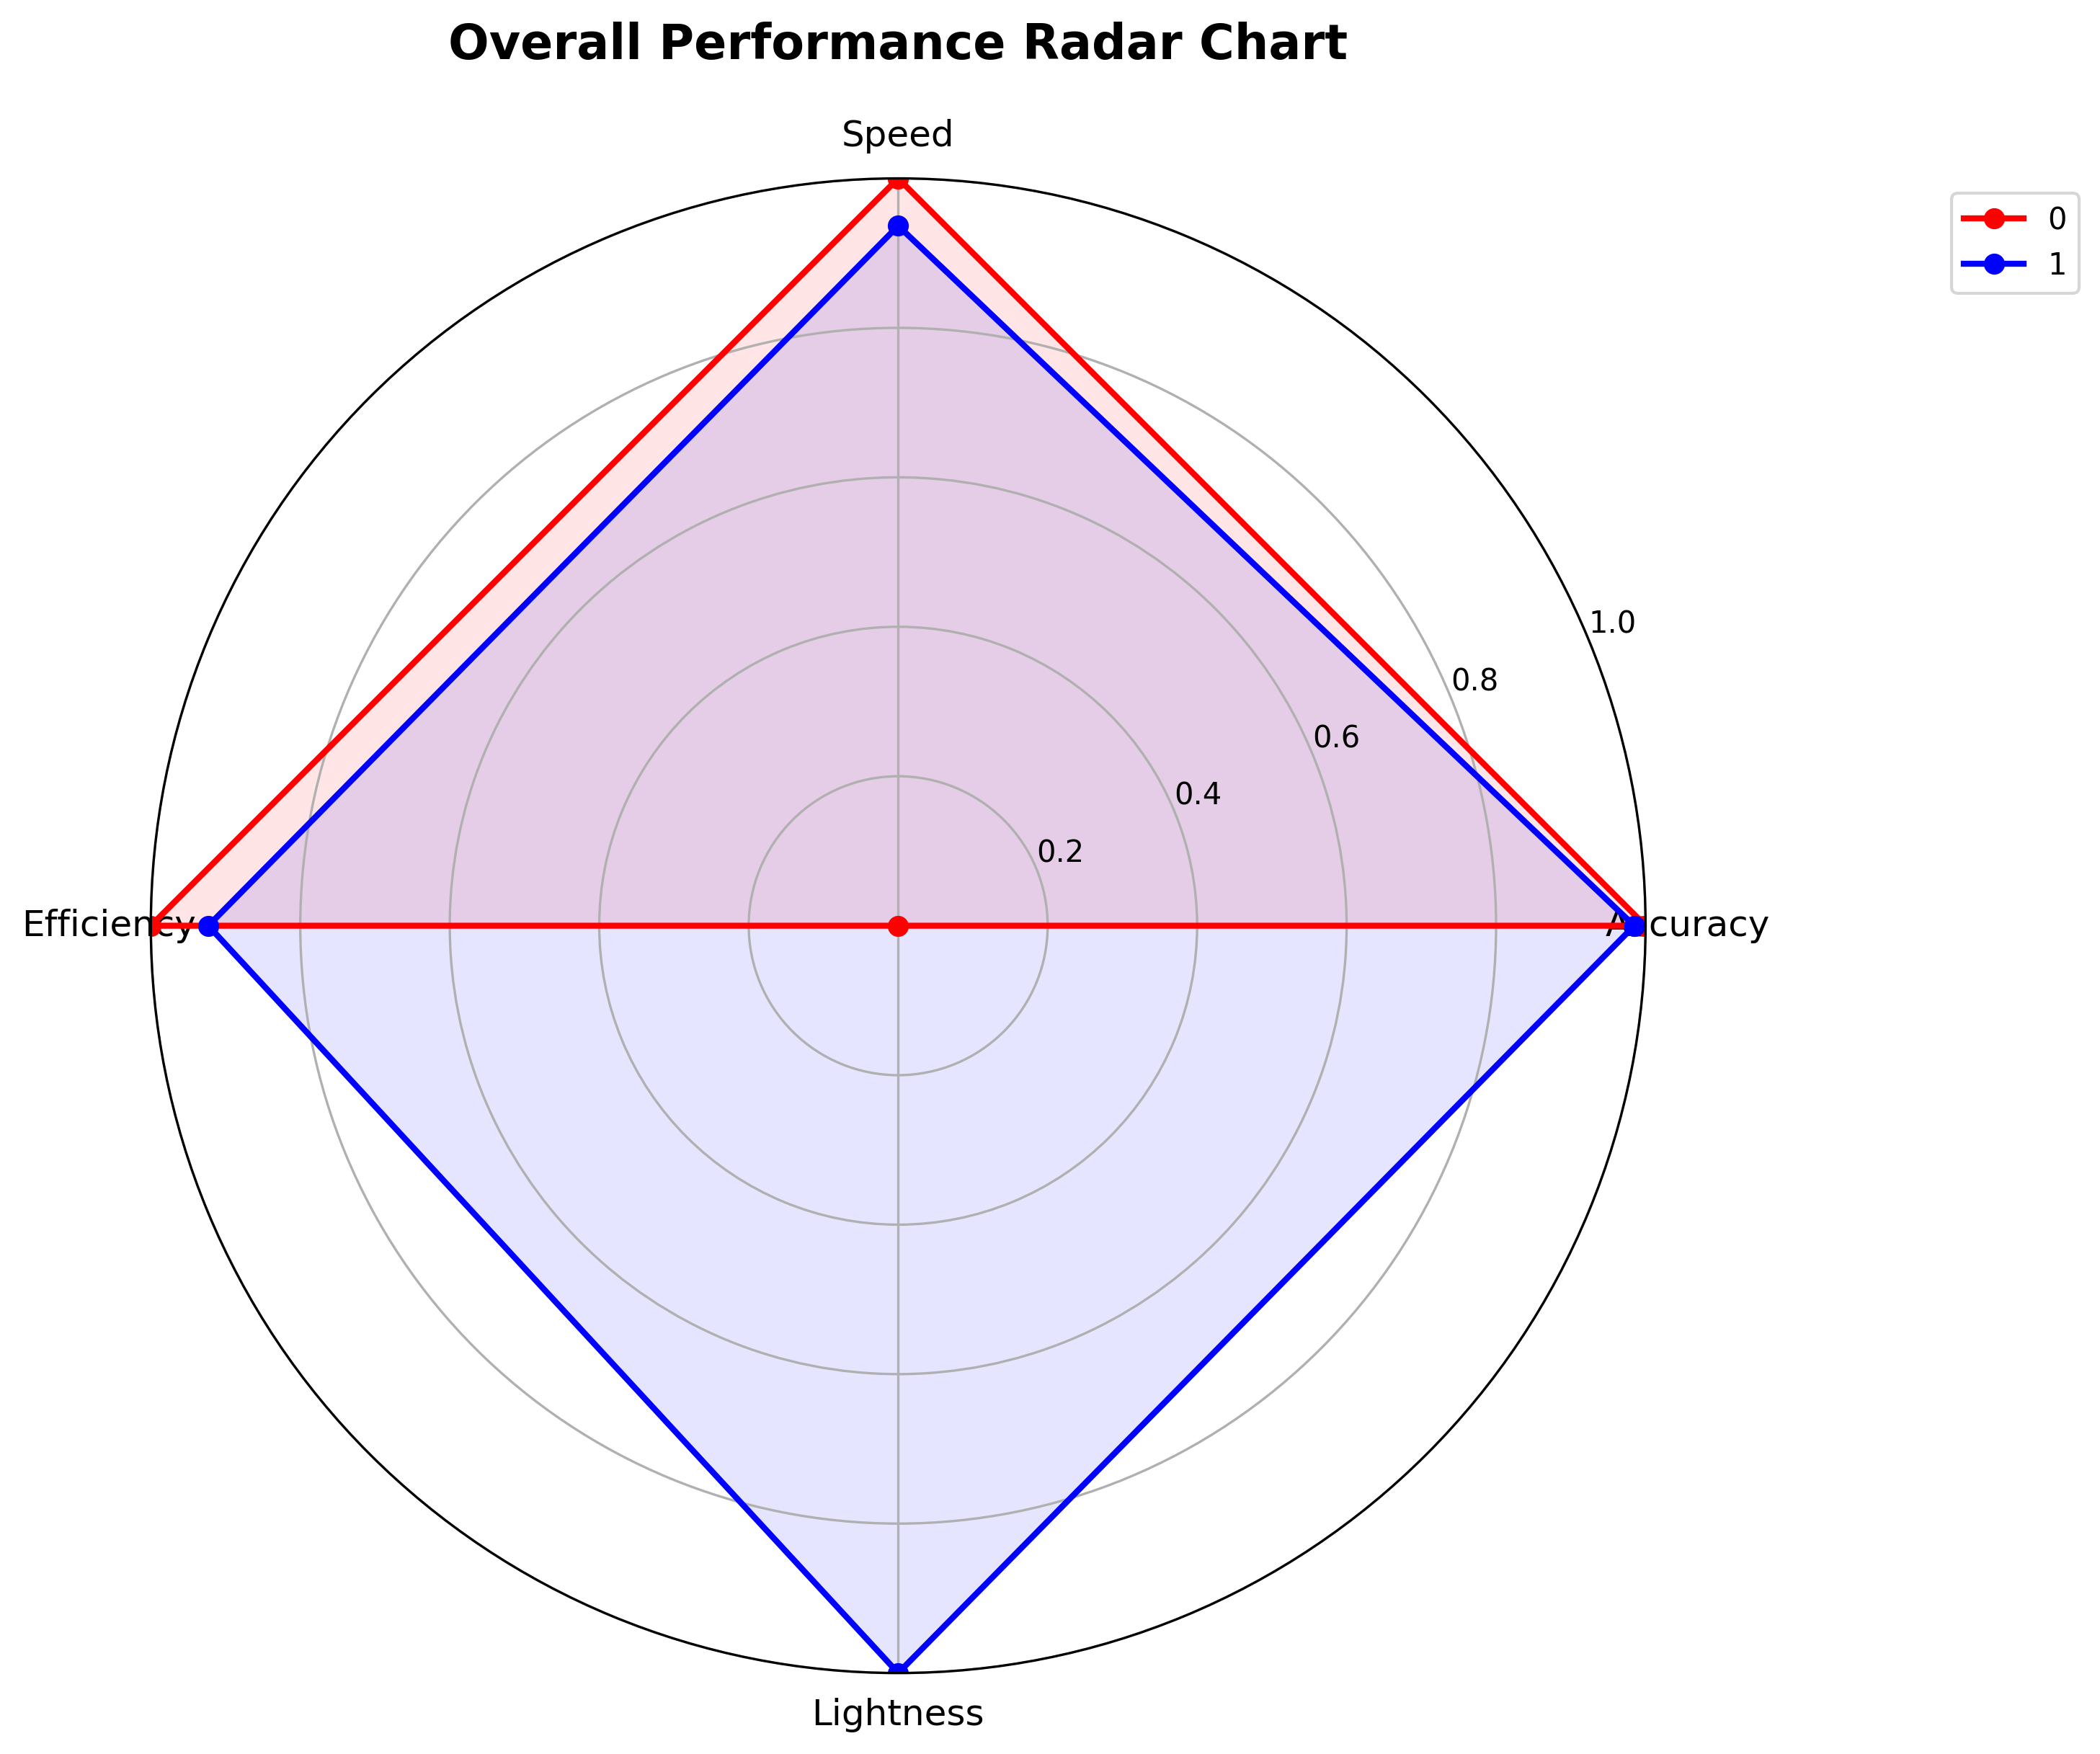 Overall Performance Radar Chart
Speed
0
1
1.0
0.8
0.6
0.4
0.2
Efficiency
Accuracy
Lightness